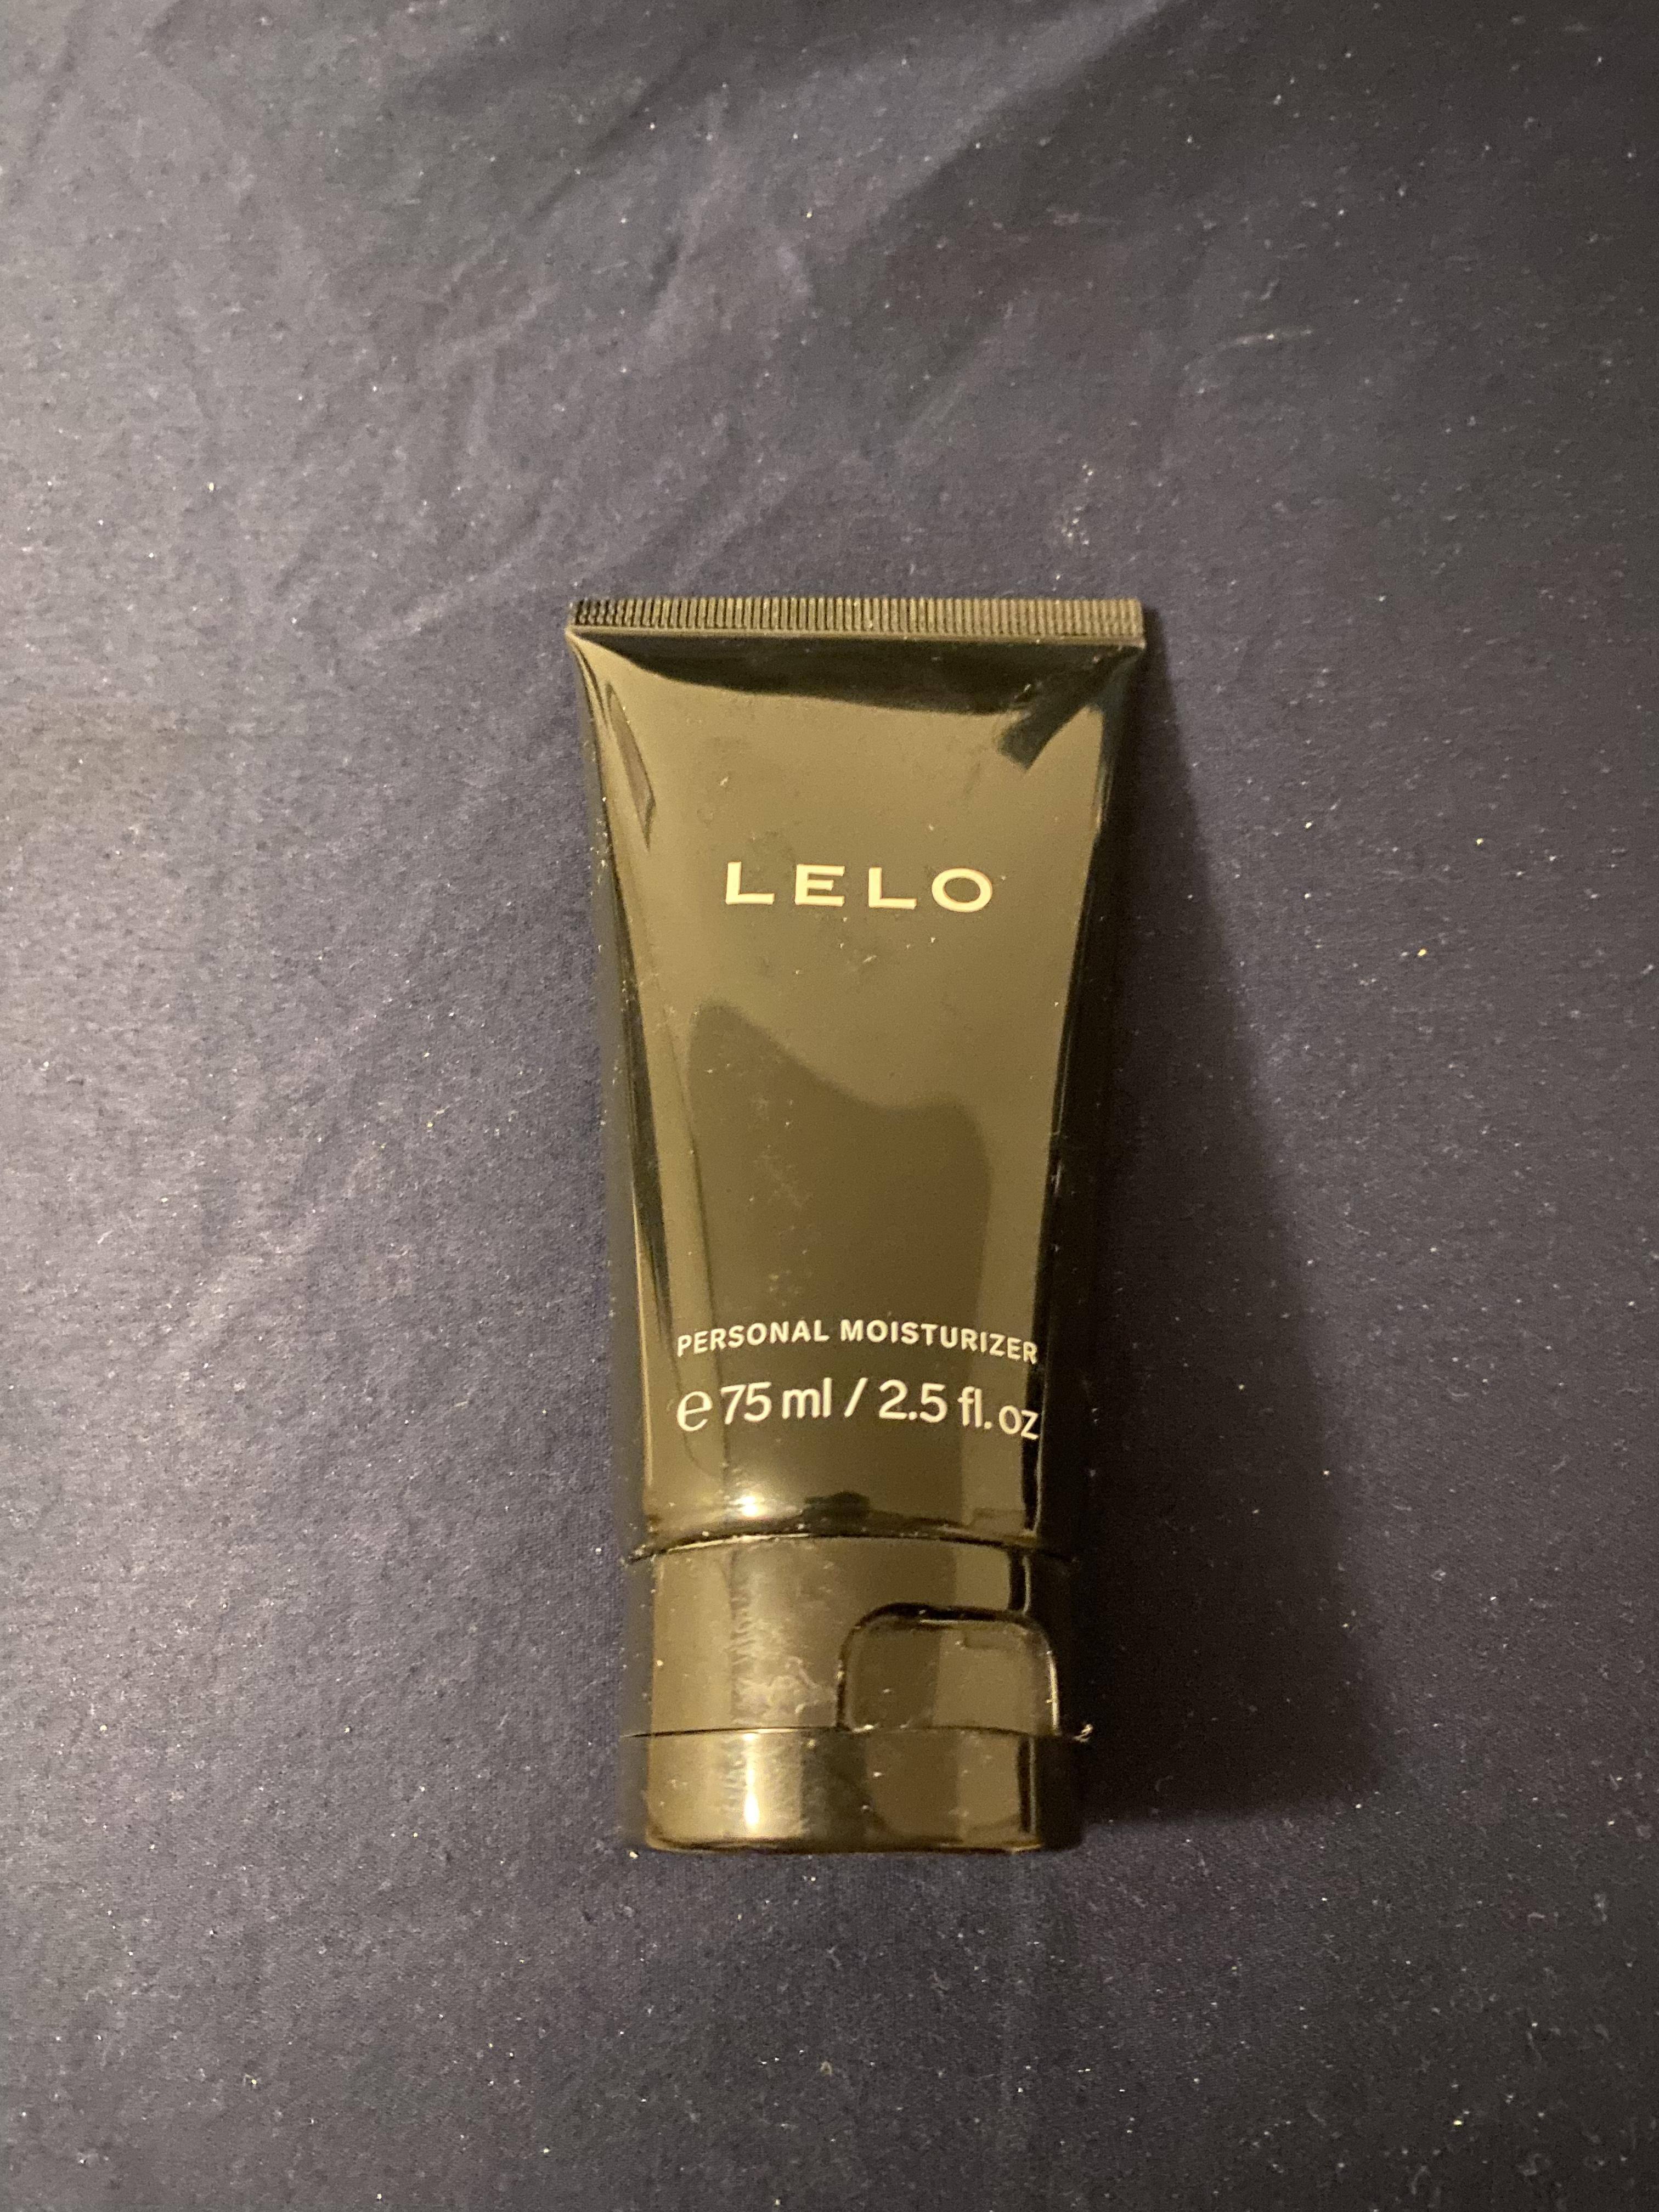 LELO
PERSONAL MOISTURIZER
℮ 75 ml / 2.5 fl. oz